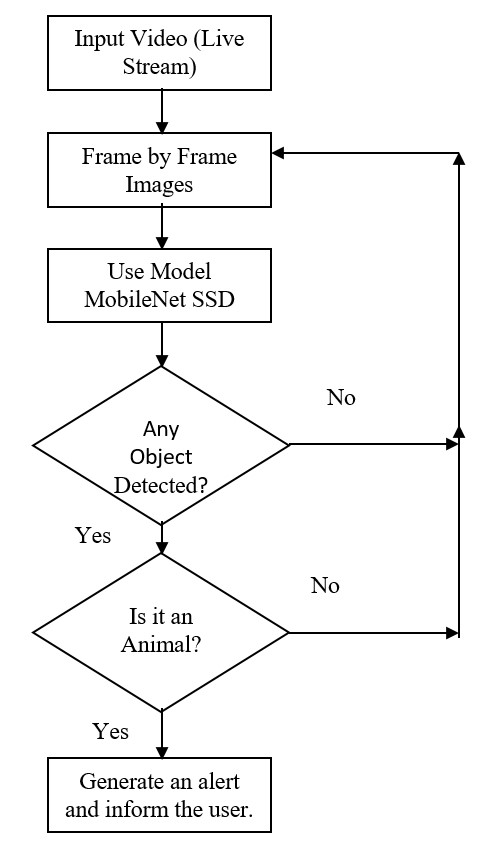 Input Video (Live
Stream)
Frame by Frame
Images
Use Model
MobileNet SSD
No
Any
Object
Detected?
Yes
No
Is it an
Animal?
Yes
Generate an alert
and inform the user.